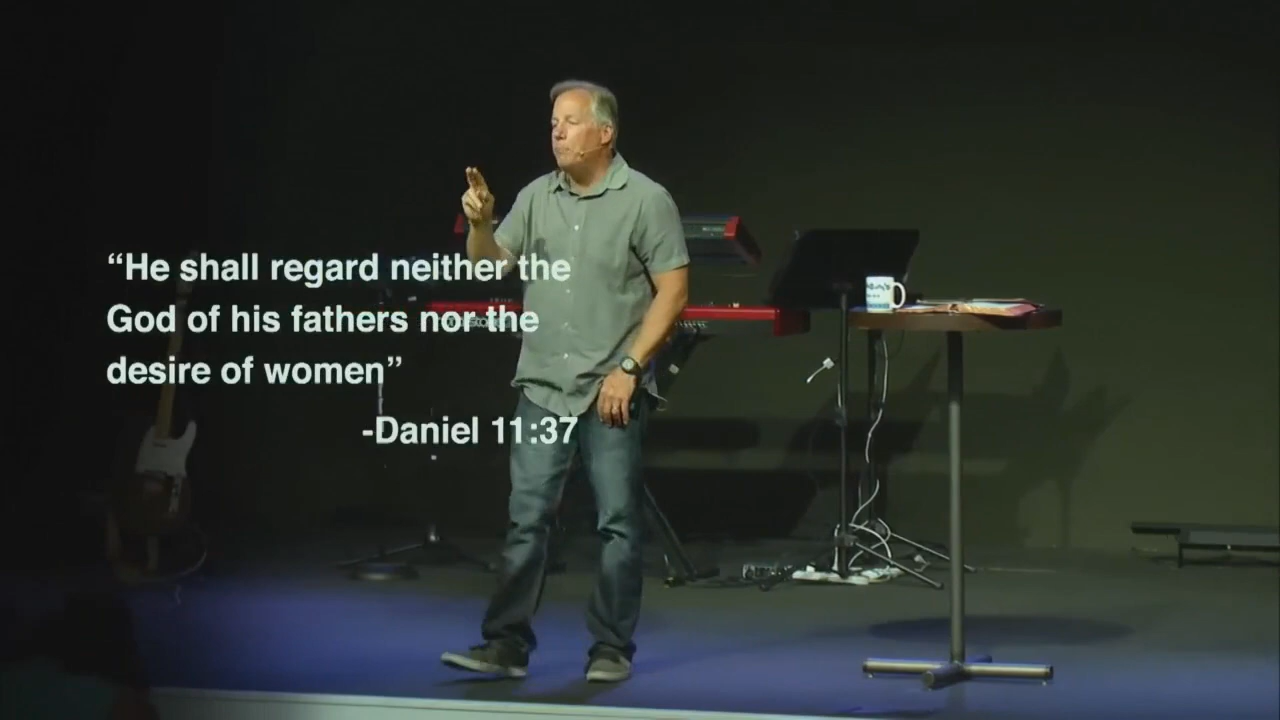 “He shall regard neither the
God of his fathers nor the
desire of women”
-Daniel 11:37